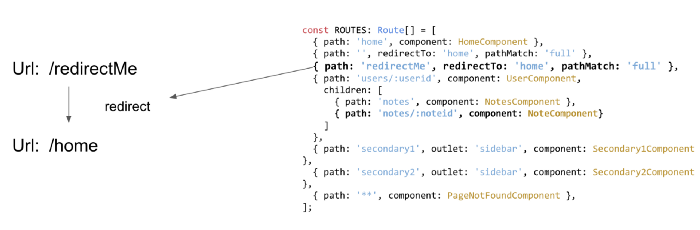 Url: /redirectMe
redirect
Url: /home
const ROUTES: Route[] = [
  { path: 'home', component: HomeComponent },
  { path: '', redirectTo: 'home', pathMatch: 'full' },
  { path: 'redirectMe', redirectTo: 'home', pathMatch: 'full' },
  { path: 'users/:userid', component: UserComponent,
    children: [
      { path: 'notes', component: NotesComponent },
      { path: 'notes/:noteid', component: NoteComponent}
    ]
  },
  { path: 'secondary1', outlet: 'sidebar', component: Secondary1Component
},
  { path: 'secondary2', outlet: 'sidebar', component: Secondary2Component
},
  { path: '**', component: PageNotFoundComponent },
];